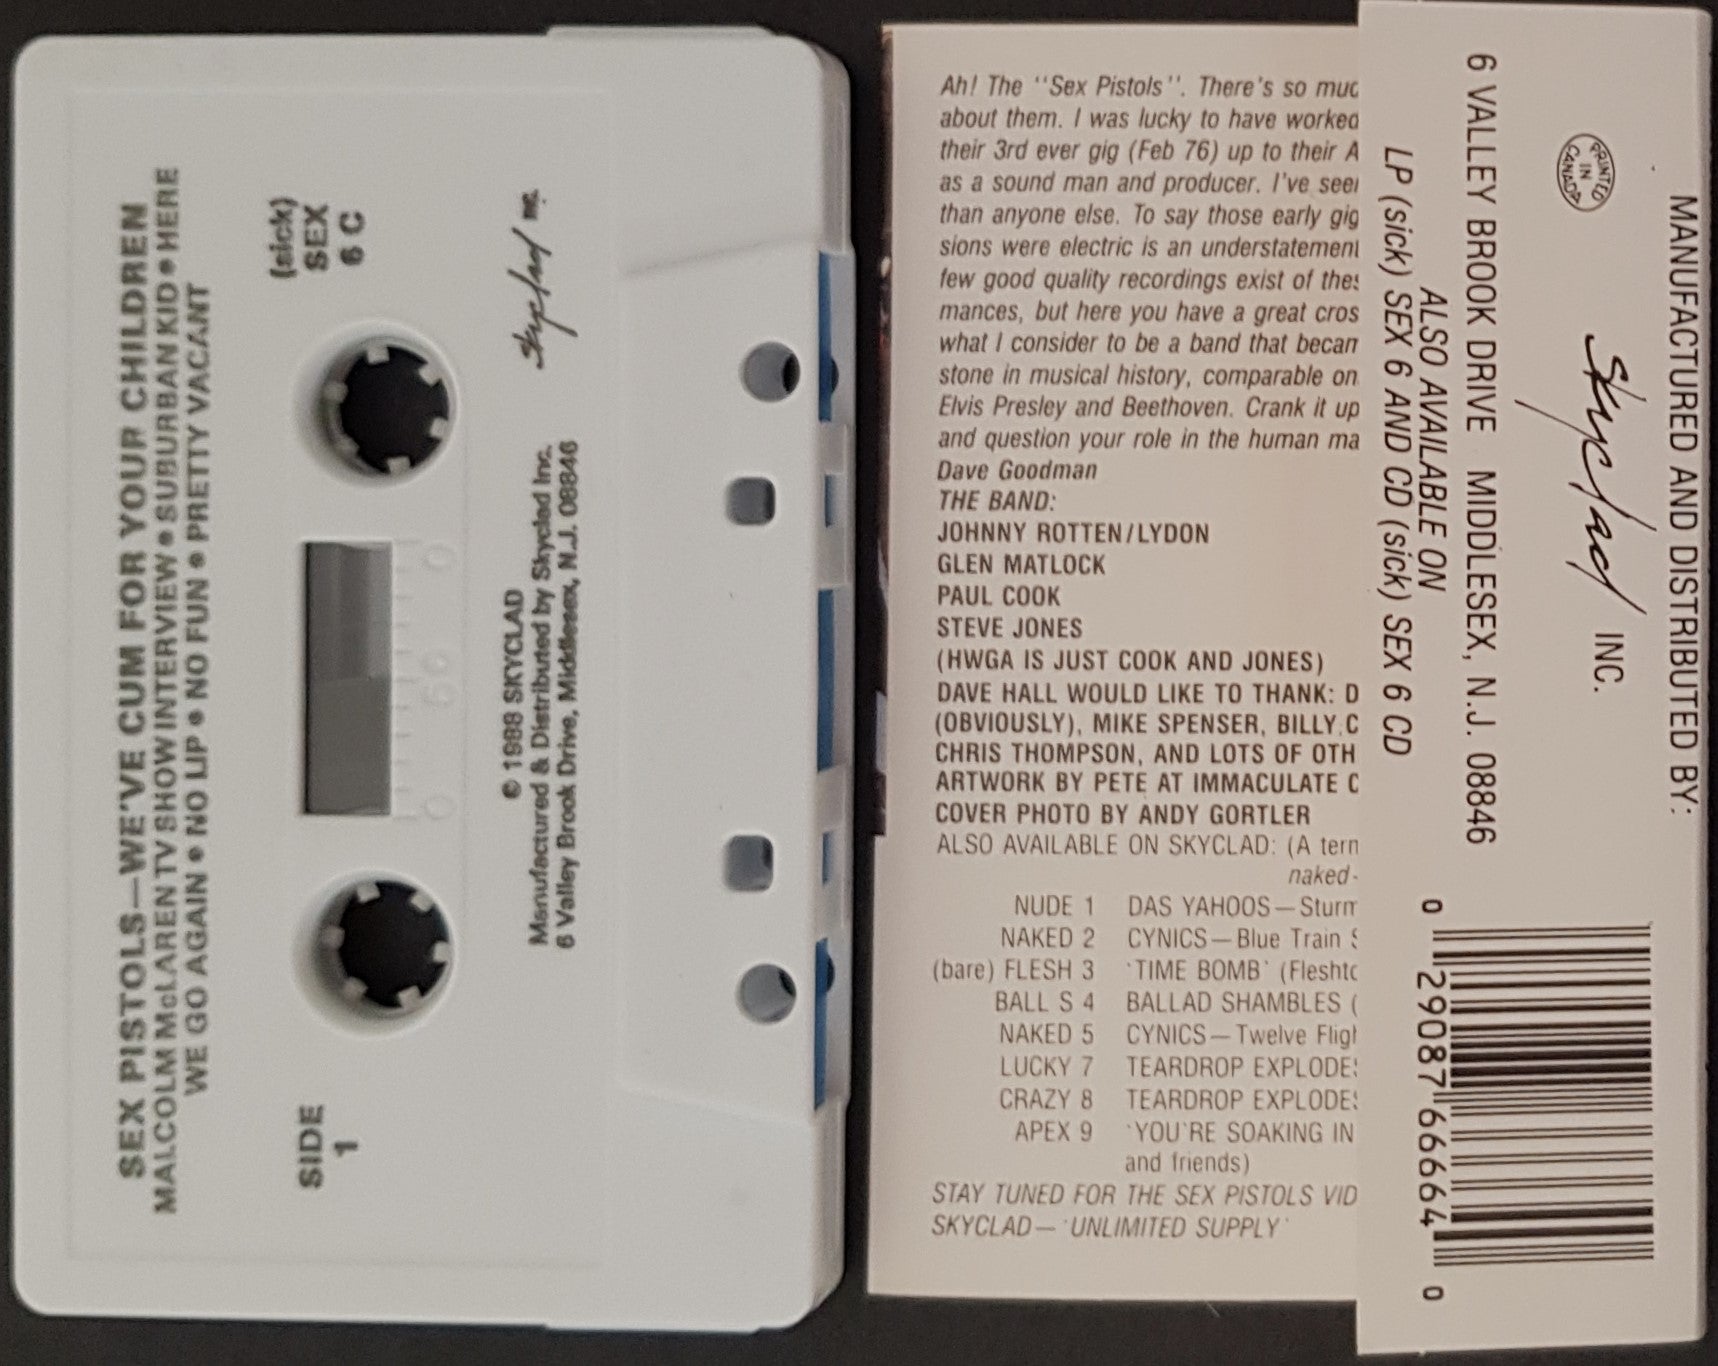 SEX PISTOLS—WE'VE CUM FOR YOUR CHILDREN
MALCOLM McLAREN TV SHOW INTERVIEW • SUBURBAN KID • HERE
WE GO AGAIN • NO LIP • NO FUN • PRETTY VACANT
SIDE
1
(sick)
SEX
6 C
0 50 0
Skyclad INC.
© 1988 SKYCLAD
Manufactured & Distributed by Skyclad Inc.
6 Valley Brook Drive, Middlesex, N.J. 08846
Ah! The "Sex Pistols". There's so muc
about them. I was lucky to have worked
their 3rd ever gig (Feb 76) up to their A
as a sound man and producer. I've seen
than anyone else. To say those early gig
sions were electric is an understatement
few good quality recordings exist of thes
mances, but here you have a great cros
what I consider to be a band that becam
stone in musical history, comparable on
Elvis Presley and Beethoven. Crank it up
and question your role in the human ma
Dave Goodman
THE BAND:
JOHNNY ROTTEN/LYDON
GLEN MATLOCK
PAUL COOK
STEVE JONES
(HWGA IS JUST COOK AND JONES)
DAVE HALL WOULD LIKE TO THANK: D
(OBVIOUSLY), MIKE SPENSER, BILLY C
CHRIS THOMPSON, AND LOTS OF OTH
ARTWORK BY PETE AT IMMACULATE C
COVER PHOTO BY ANDY GORTLER
ALSO AVAILABLE ON SKYCLAD: (A tern
naked-
NUDE 1 DAS YAHOOS—Sturm
NAKED 2 CYNICS—Blue Train S
(bare) FLESH 3 'TIME BOMB' (Fleshto
BALL S 4 BALLAD SHAMBLES (
NAKED 5 CYNICS—Twelve Fligh
LUCKY 7 TEARDROP EXPLODES
CRAZY 8 TEARDROP EXPLODES
APEX 9 'YOU'RE SOAKING IN
and friends)
STAY TUNED FOR THE SEX PISTOLS VID
SKYCLAD—'UNLIMITED SUPPLY'
MANUFACTURED AND DISTRIBUTED BY:
PRINTED IN CANADA
Skyclad INC.
6 VALLEY BROOK DRIVE MIDDLESEX, N.J. 08846
ALSO AVAILABLE ON
LP (sick) SEX 6 AND CD (sick) SEX 6 CD
0 29087 66664 0